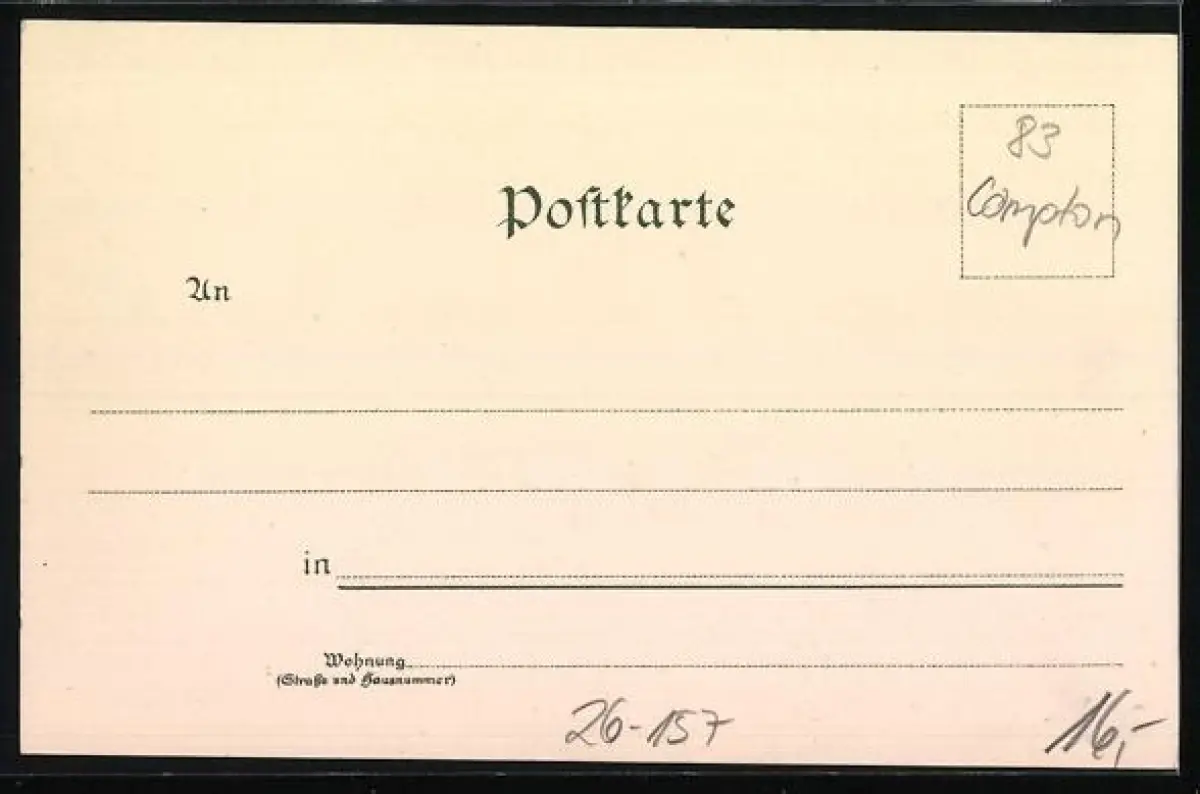 83
Compton
Postkarte
An
in
Wohnung
(Straße und Hausnummer)
26-157
16,-